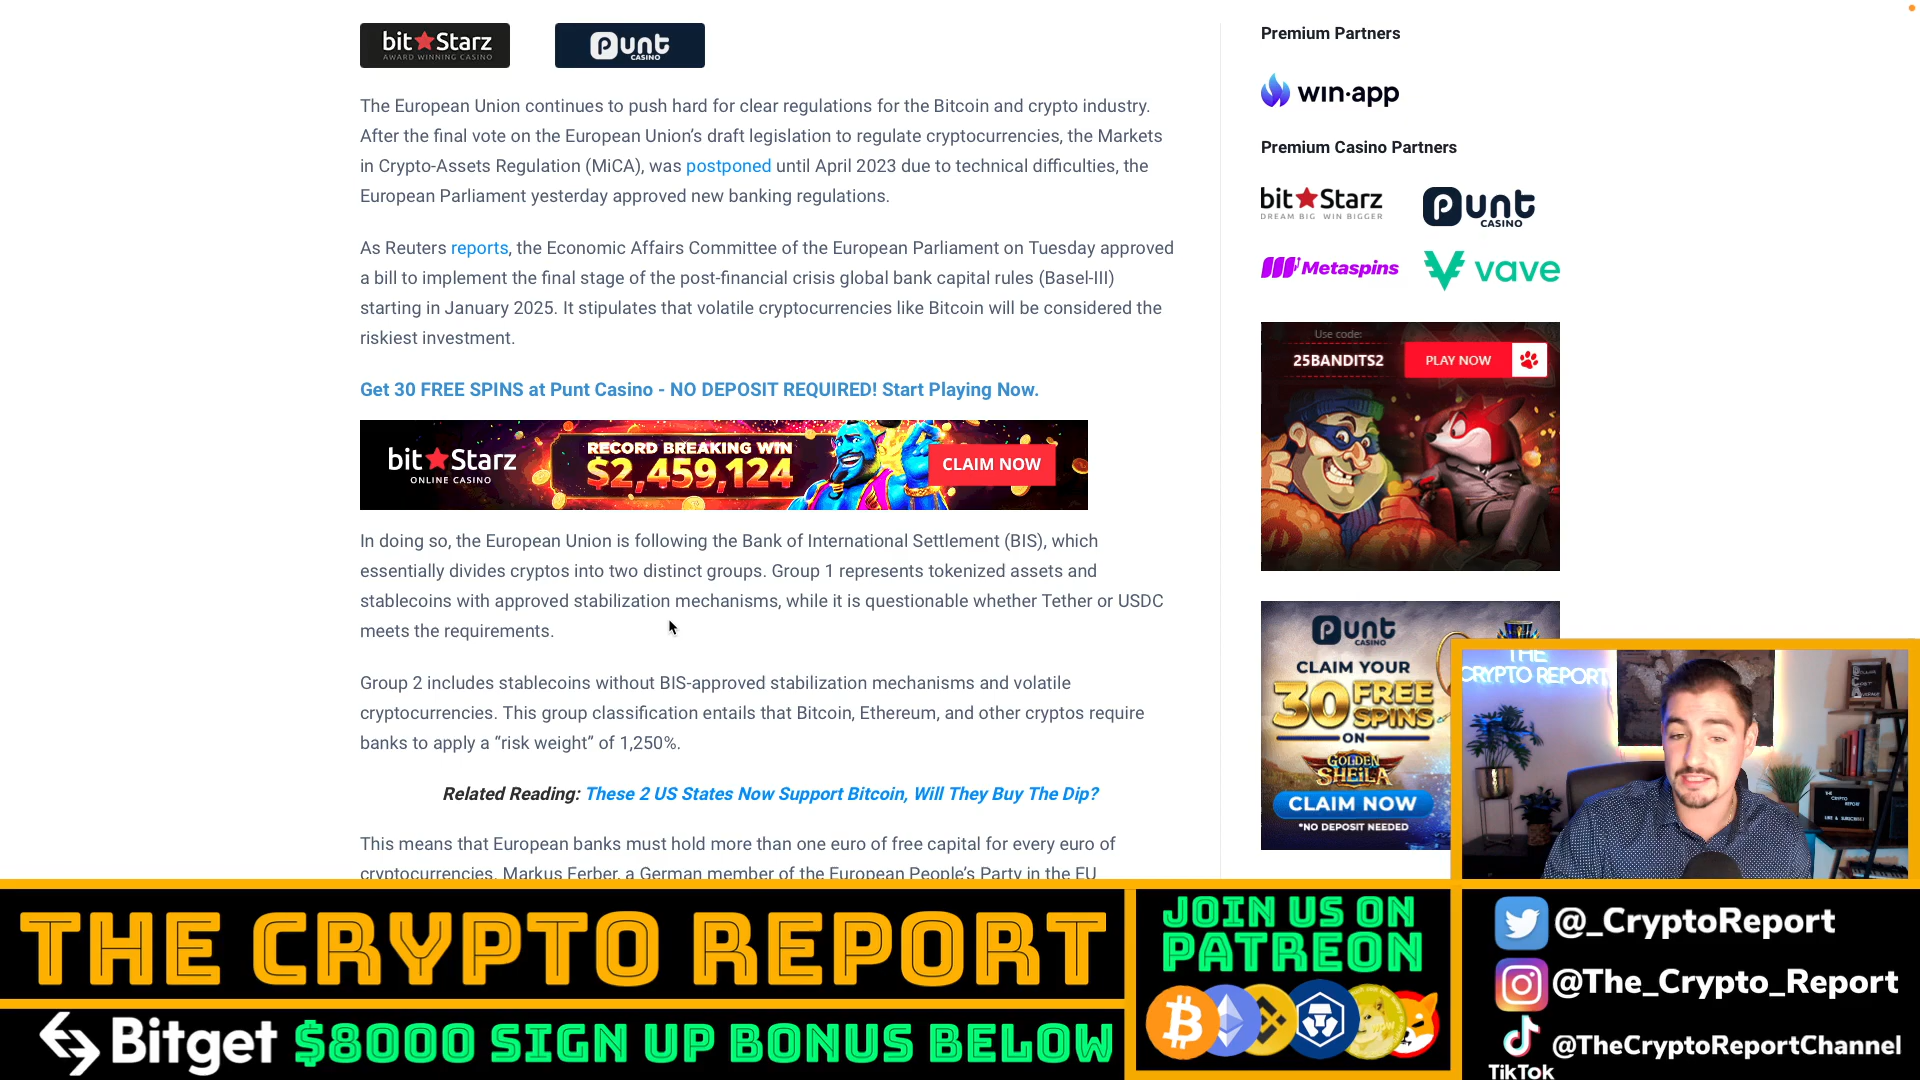 bit★Starz
AWARD WINNING CASINO
Punt
CASINO
The European Union continues to push hard for clear regulations for the Bitcoin and crypto industry.
After the final vote on the European Union’s draft legislation to regulate cryptocurrencies, the Markets
in Crypto-Assets Regulation (MiCA), was postponed until April 2023 due to technical difficulties, the
European Parliament yesterday approved new banking regulations.
As Reuters reports, the Economic Affairs Committee of the European Parliament on Tuesday approved
a bill to implement the final stage of the post-financial crisis global bank capital rules (Basel-III)
starting in January 2025. It stipulates that volatile cryptocurrencies like Bitcoin will be considered the
riskiest investment.
Get 30 FREE SPINS at Punt Casino - NO DEPOSIT REQUIRED! Start Playing Now.
bit★Starz
ONLINE CASINO
RECORD BREAKING WIN
$2,459,124
CLAIM NOW
In doing so, the European Union is following the Bank of International Settlement (BIS), which
essentially divides cryptos into two distinct groups. Group 1 represents tokenized assets and
stablecoins with approved stabilization mechanisms, while it is questionable whether Tether or USDC
meets the requirements.
Group 2 includes stablecoins without BIS-approved stabilization mechanisms and volatile
cryptocurrencies. This group classification entails that Bitcoin, Ethereum, and other cryptos require
banks to apply a “risk weight” of 1,250%.
Related Reading: These 2 US States Now Support Bitcoin, Will They Buy The Dip?
This means that European banks must hold more than one euro of free capital for every euro of
cryptocurrencies. Markus Ferber, a German member of the European People’s Party in the EU
Premium Partners
win·app
Premium Casino Partners
bit★Starz
DREAM BIG WIN BIGGER
Punt
CASINO
Metaspins
vave
Use code:
25BANDITS2
PLAY NOW
Punt
CASINO
CLAIM YOUR
30 FREE
SPINS
ON
GOLDEN
SHEILA
CLAIM NOW
*NO DEPOSIT NEEDED
THE
CRYPTO REPORT
THE
CRYPTO
REPORT
LIKE & SUBSCRIBE!
THE CRYPTO REPORT
Bitget $8000 SIGN UP BONUS BELOW
JOIN US ON
PATREON
@_CryptoReport
@The_Crypto_Report
@TheCryptoReportChannel
TikTok